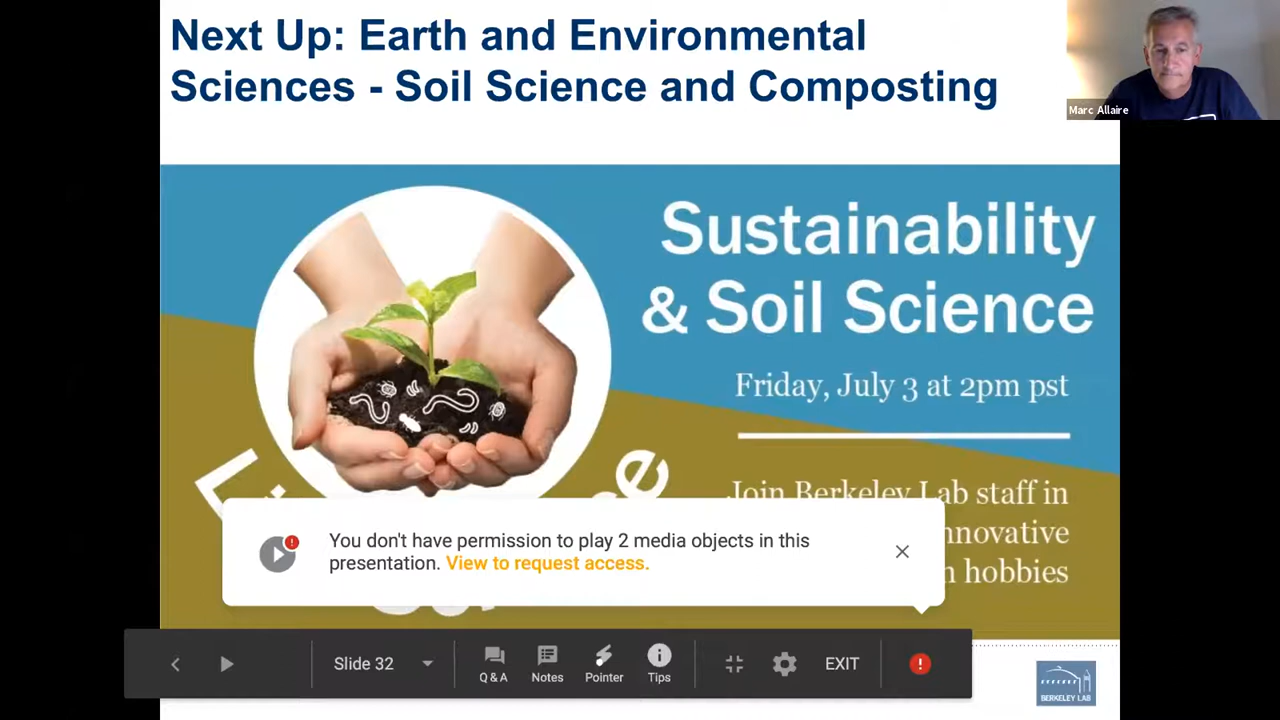 Next Up: Earth and Environmental
Sciences - Soil Science and Composting
Marc Allaire
Sustainability
& Soil Science
Friday, July 3 at 2pm pst
Join Berkeley Lab staff in
You don't have permission to play 2 media objects in this
presentation. View to request access.
hobbies
Slide 32
Q & A
Notes
Pointer
Tips
EXIT
BERKELEY LAB